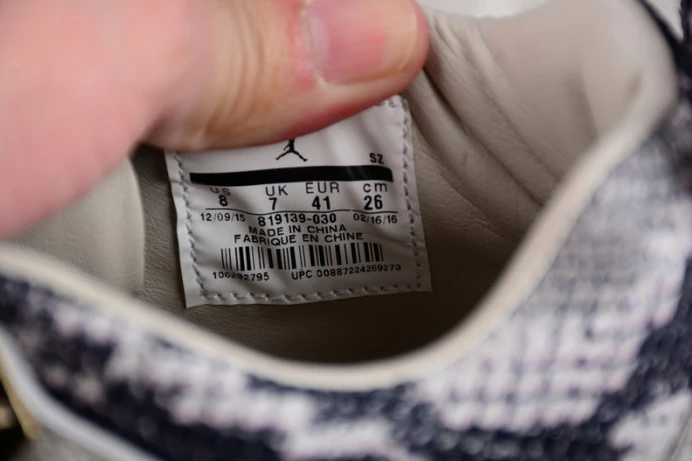 SZ
US UK EUR cm
8 7 41 26
12/09/15 819139-030 02/16/16
MADE IN CHINA
FABRIQUE EN CHINE
106292795 UPC 00887224269273